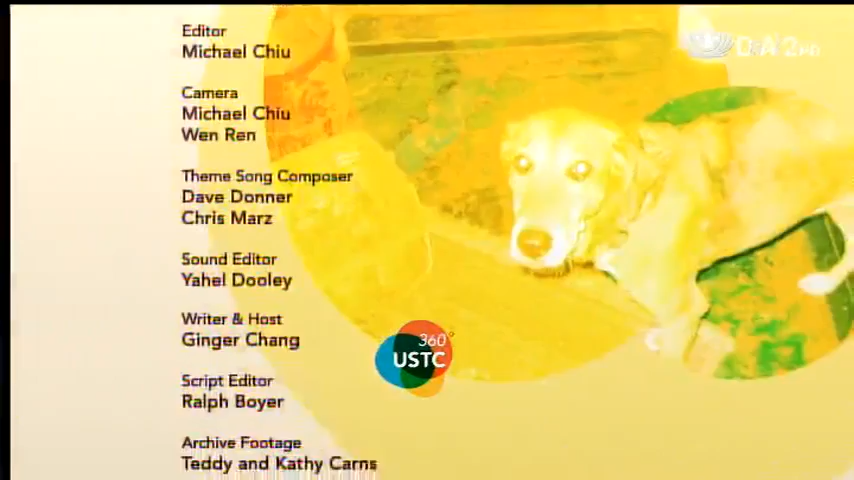 Editor
Michael Chiu
Camera
Michael Chiu
Wen Ren
Theme Song Composer
Dave Donner
Chris Marz
Sound Editor
Yahel Dooley
Writer & Host
Ginger Chang
Script Editor
Ralph Boyer
Archive Footage
Teddy and Kathy Carns
360°
USTC